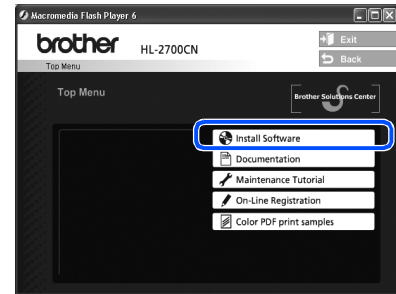 Macromedia Flash Player 6
brother HL-2700CN
Exit
Back
Top Menu
Top Menu
Brother Solutions Center
Install Software
Documentation
Maintenance Tutorial
On-Line Registration
Color PDF print samples